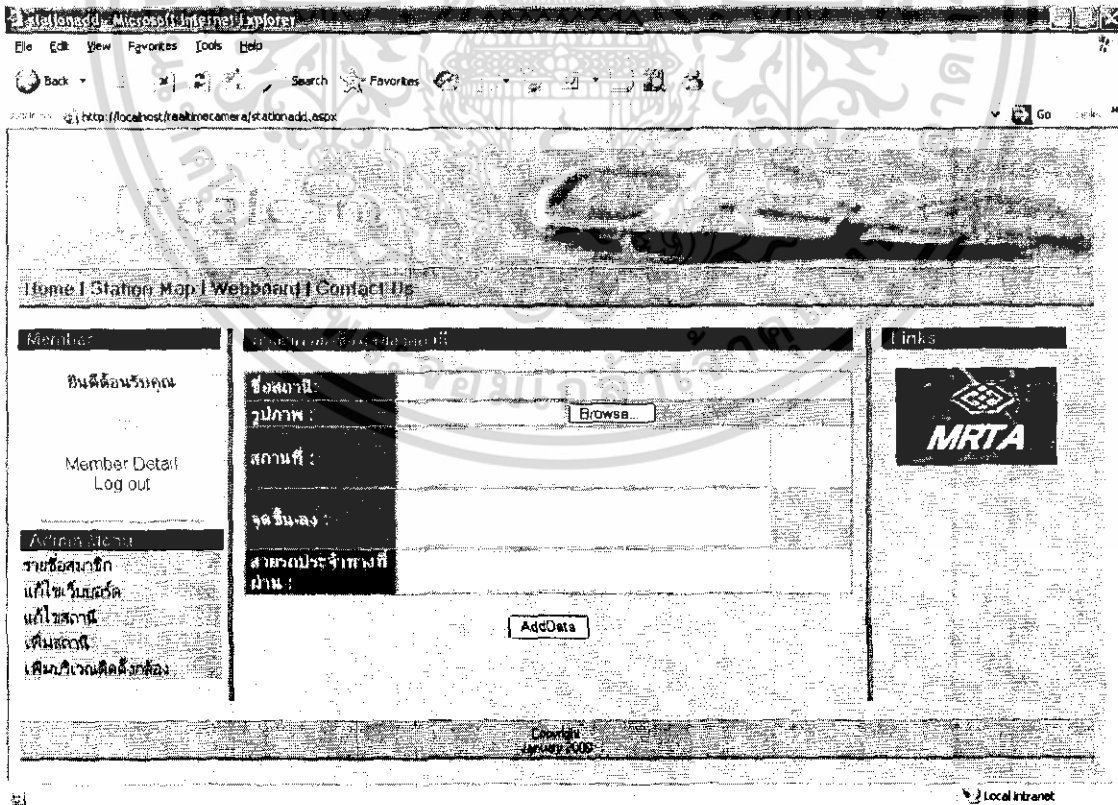 stationadd - Microsoft Internet Explorer
File Edit View Favorites Tools Help
Back Search Favorites
http://localhost/realtimecamera/stationadd.aspx Go
Home | Station Map | Webboard | Contact Us
Member
ยินดีต้อนรับคุณ
Member Detail
Log out
Admin Menu
รายชื่อสมาชิก
แก้ไขเว็บบอร์ด
แก้ไขสถานี
เพิ่มสถานี
เพิ่มบริเวณติดตั้งกล้อง
ชื่อสถานี:
รูปภาพ : Browse...
สถานที่ :
จุดขึ้น-ลง :
สายรถประจำทางที่
ผ่าน :
AddData
Links
MRTA
Copyright
January 2006
Local intranet